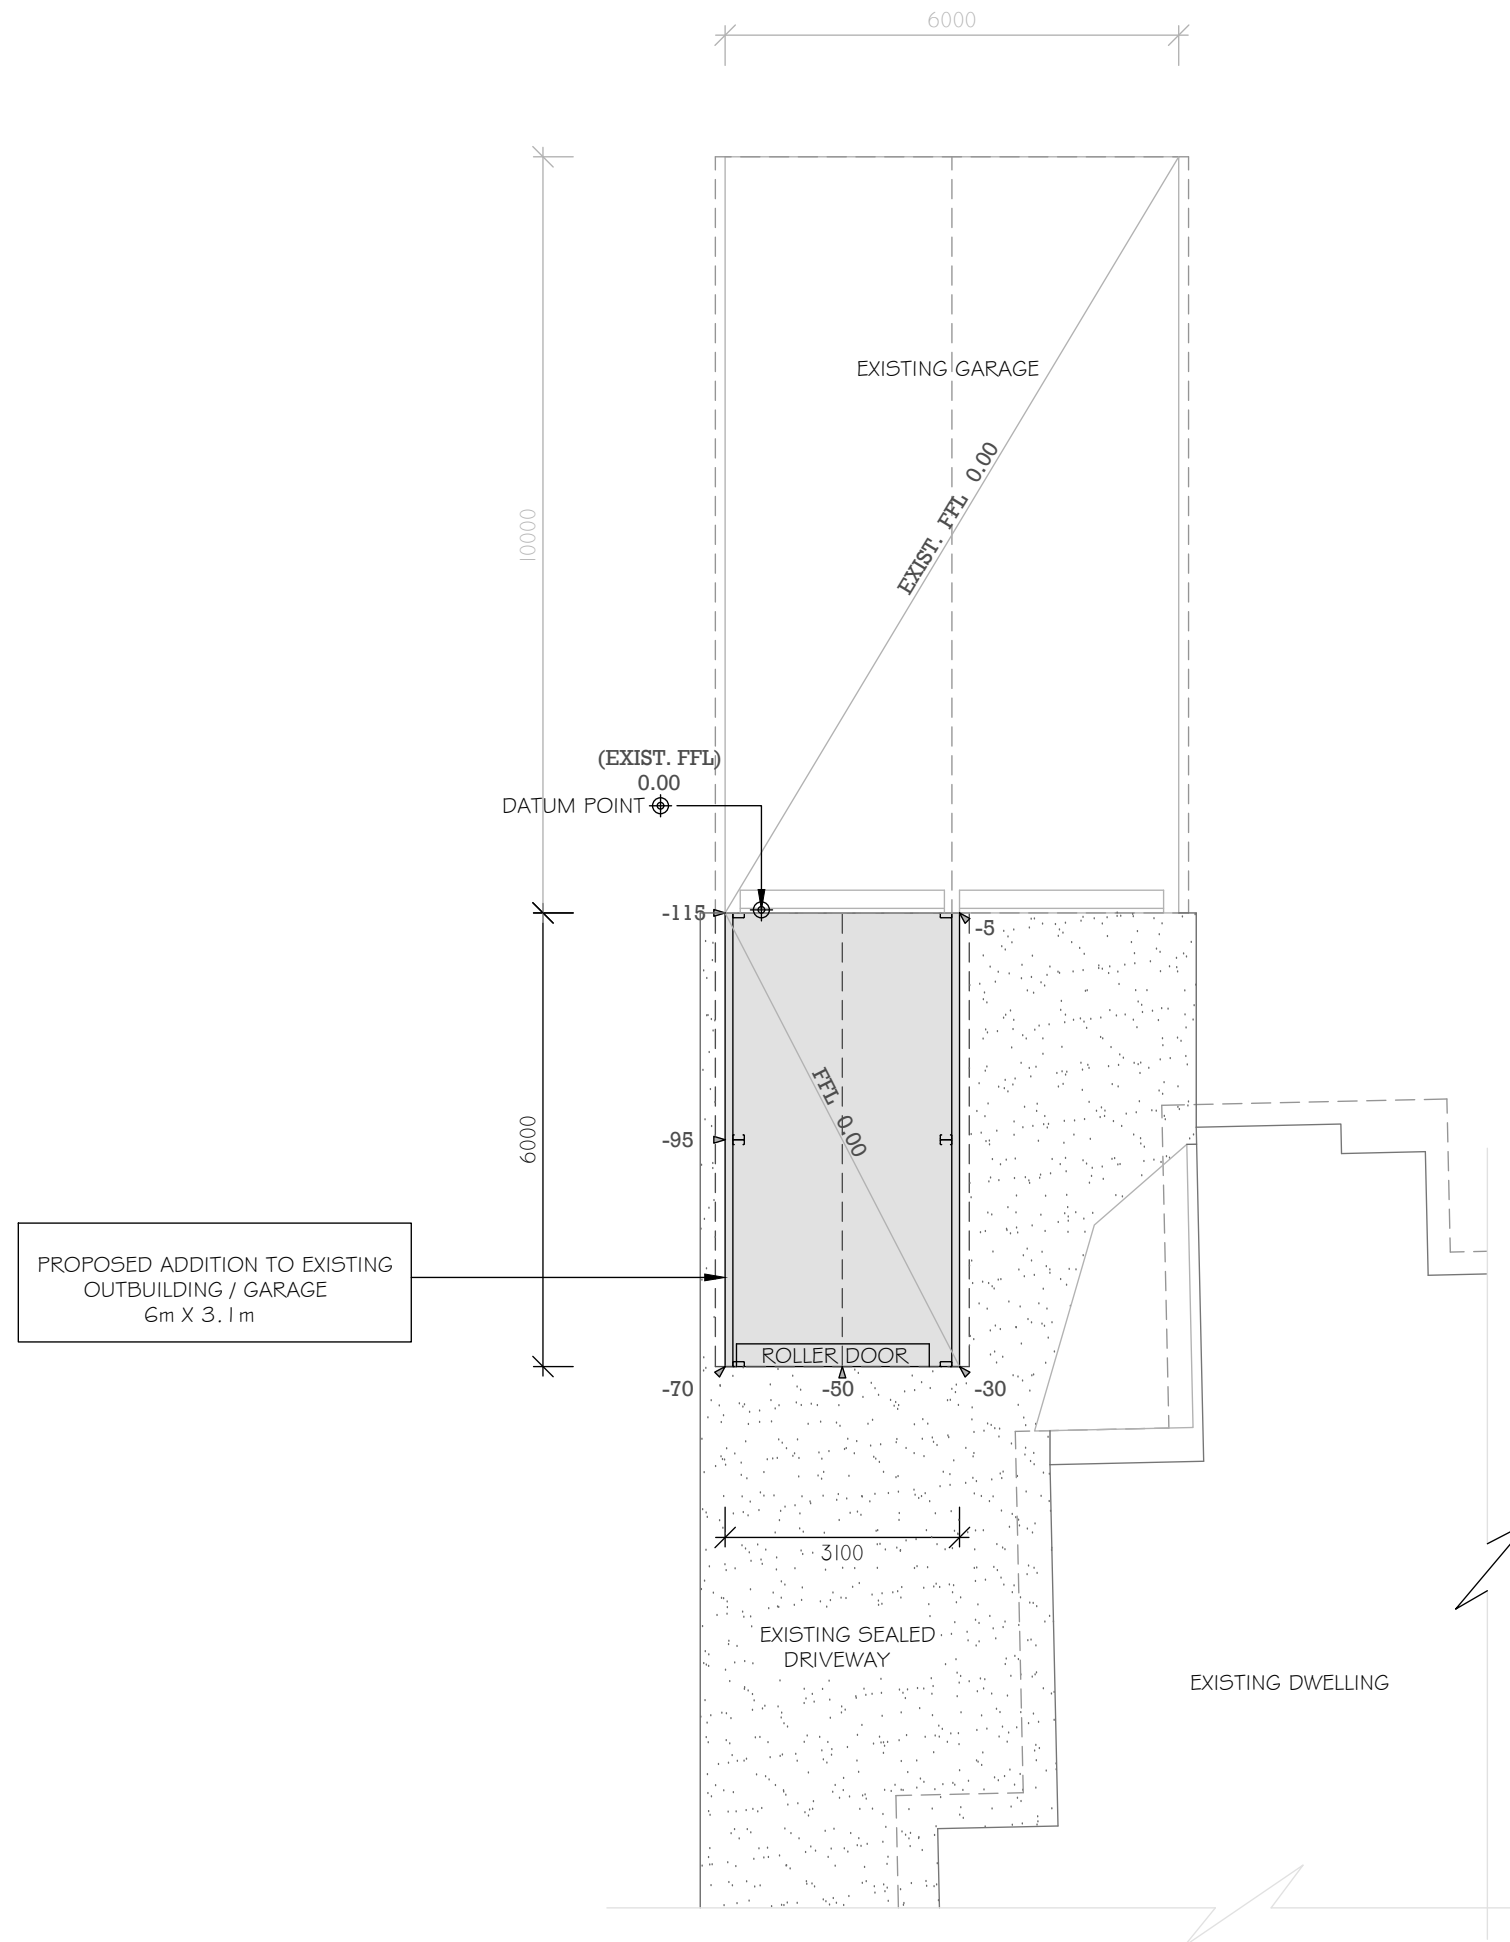 6000
EXISTING GARAGE
EXIST. FFL 0.00
10000
(EXIST. FFL)
0.00
DATUM POINT
-115
-5
FFL 0.00
6000
-95
PROPOSED ADDITION TO EXISTING
OUTBUILDING / GARAGE
6m X 3.1m
ROLLER DOOR
-70
-50
-30
3100
EXISTING SEALED
DRIVEWAY
EXISTING DWELLING